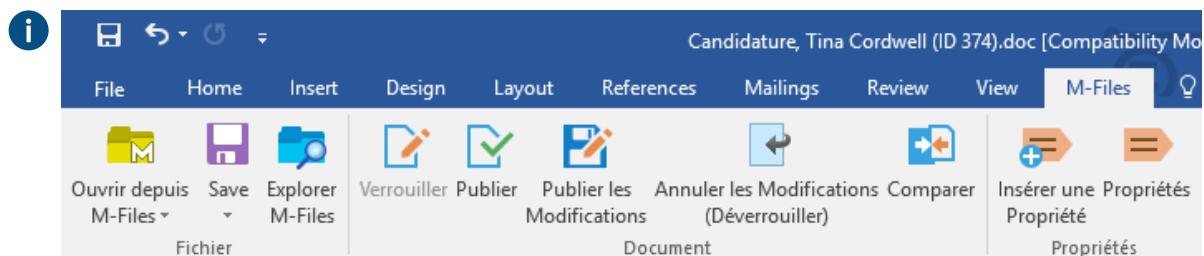 i
Candidature, Tina Cordwell (ID 374).doc [Compatibility Mo
File Home Insert Design Layout References Mailings Review View M-Files
Ouvrir depuis M-Files
Save
Explorer M-Files
Verrouiller
Publier
Publier les Modifications
Annuler les Modifications (Déverrouiller)
Comparer
Insérer une Propriété
Propriétés
Fichier Document Propriétés